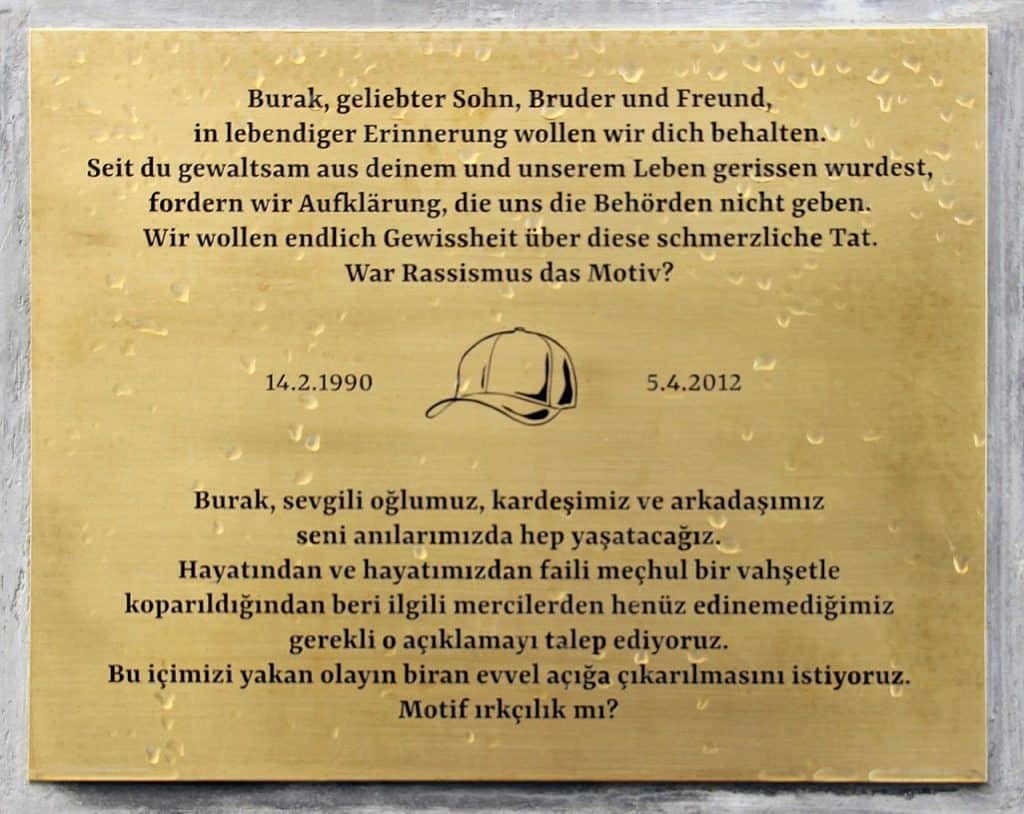 Burak, geliebter Sohn, Bruder und Freund,
in lebendiger Erinnerung wollen wir dich behalten.
Seit du gewaltsam aus deinem und unserem Leben gerissen wurdest,
fordern wir Aufklärung, die uns die Behörden nicht geben.
Wir wollen endlich Gewissheit über diese schmerzliche Tat.
War Rassismus das Motiv?
14.2.1990 5.4.2012
Burak, sevgili oğlumuz, kardeşimiz ve arkadaşımız
seni anılarımızda hep yaşatacağız.
Hayatından ve hayatımızdan faili meçhul bir vahşetle
koparıldığından beri ilgili mercilerden henüz edinemediğimiz
gerekli o açıklamayı talep ediyoruz.
Bu içimizi yakan olayın biran evvel açığa çıkarılmasını istiyoruz.
Motif ırkçılık mı?